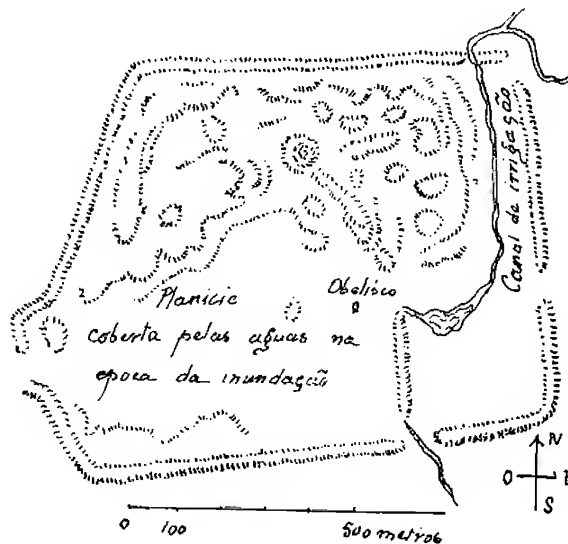 Canal de irrigação
Planicie
Obelisco
coberta pelas aguas na
epoca da inundação
N
O E
S
0 100 500 metros